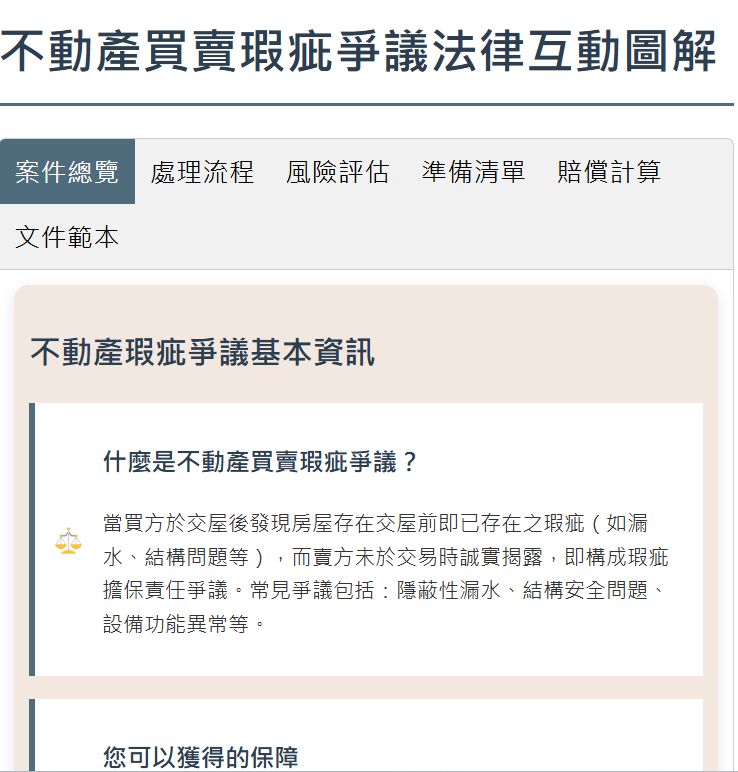 不動產買賣瑕疵爭議法律互動圖解
案件總覽 處理流程 風險評估 準備清單 賠償計算
文件範本
不動產瑕疵爭議基本資訊
什麼是不動產買賣瑕疵爭議？
當買方於交屋後發現房屋存在交屋前即已存在之瑕疵（如漏
水、結構問題等），而賣方未於交易時誠實揭露，即構成瑕疵
擔保責任爭議。常見爭議包括：隱蔽性漏水、結構安全問題、
設備功能異常等。
您可以獲得的保障